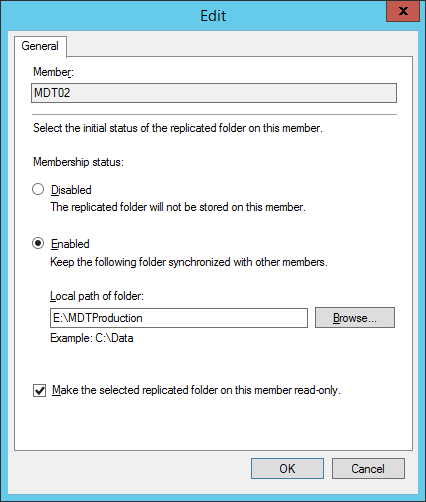 Edit
General
Member:
MDT02
Select the initial status of the replicated folder on this member.
Membership status:
Disabled
The replicated folder will not be stored on this member.
Enabled
Keep the following folder synchronized with other members.
Local path of folder:
E:\MDTProduction
Browse...
Example: C:\Data
Make the selected replicated folder on this member read-only.
OK
Cancel